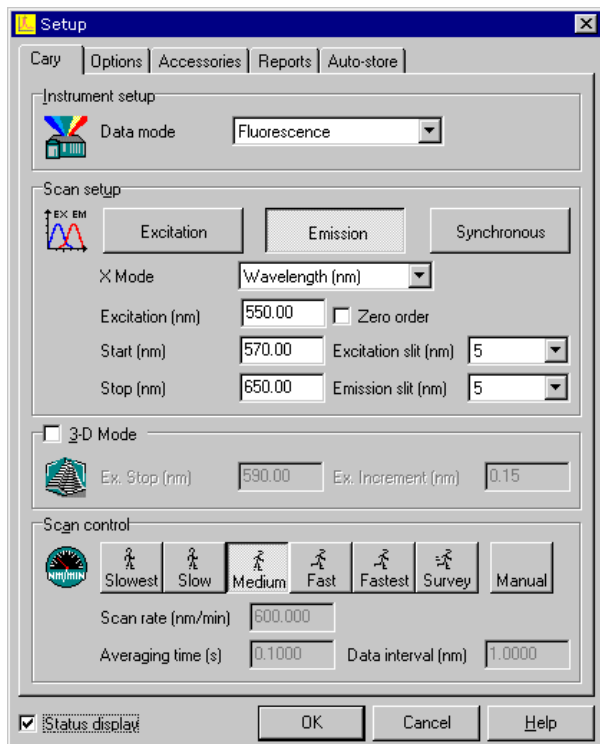 Setup
Cary Options Accessories Reports Auto-store
Instrument setup
Data mode Fluorescence
Scan setup
EX EM
Excitation Emission Synchronous
X Mode Wavelength (nm)
Excitation (nm) 550.00 Zero order
Start (nm) 570.00 Excitation slit (nm) 5
Stop (nm) 650.00 Emission slit (nm) 5
3-D Mode
Ex. Stop (nm) 590.00 Ex. Increment (nm) 0.15
Scan control
NM/MIN
Slowest Slow Medium Fast Fastest Survey Manual
Scan rate (nm/min) 600.000
Averaging time (s) 0.1000 Data interval (nm) 1.0000
Status display OK Cancel Help